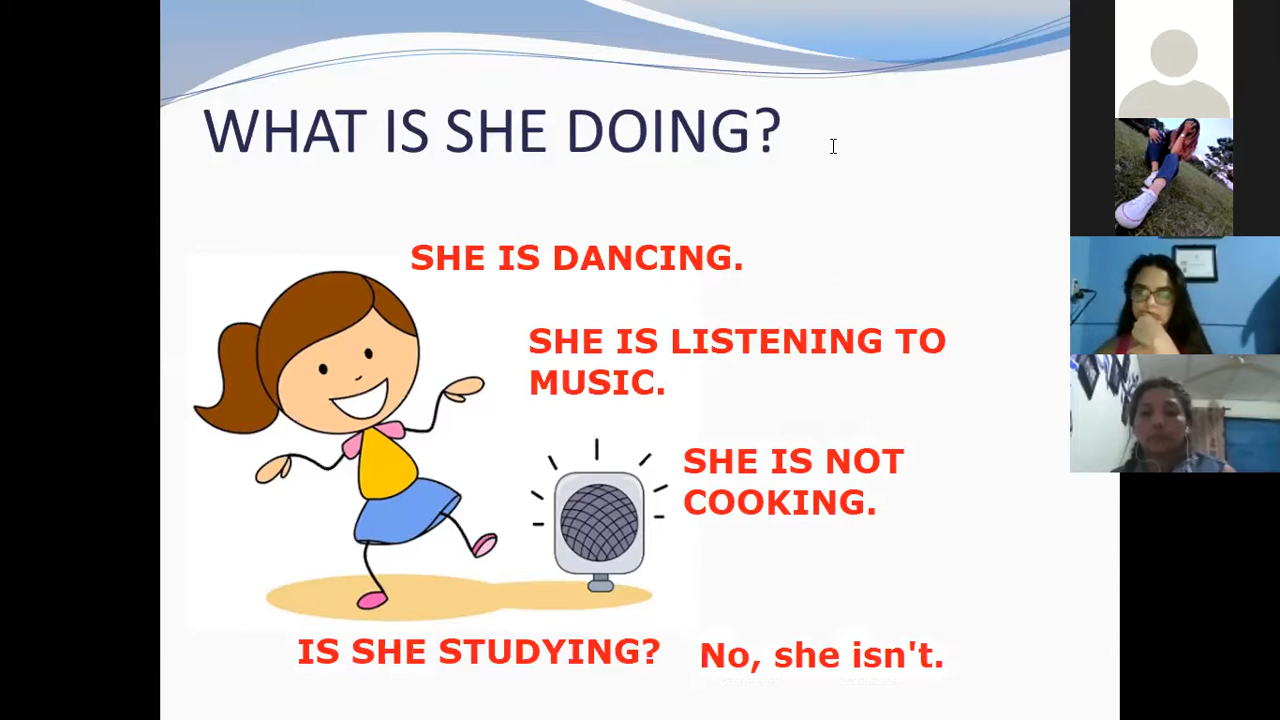 WHAT IS SHE DOING?
SHE IS DANCING.
SHE IS LISTENING TO
MUSIC.
SHE IS NOT
COOKING.
IS SHE STUDYING?
No, she isn't.